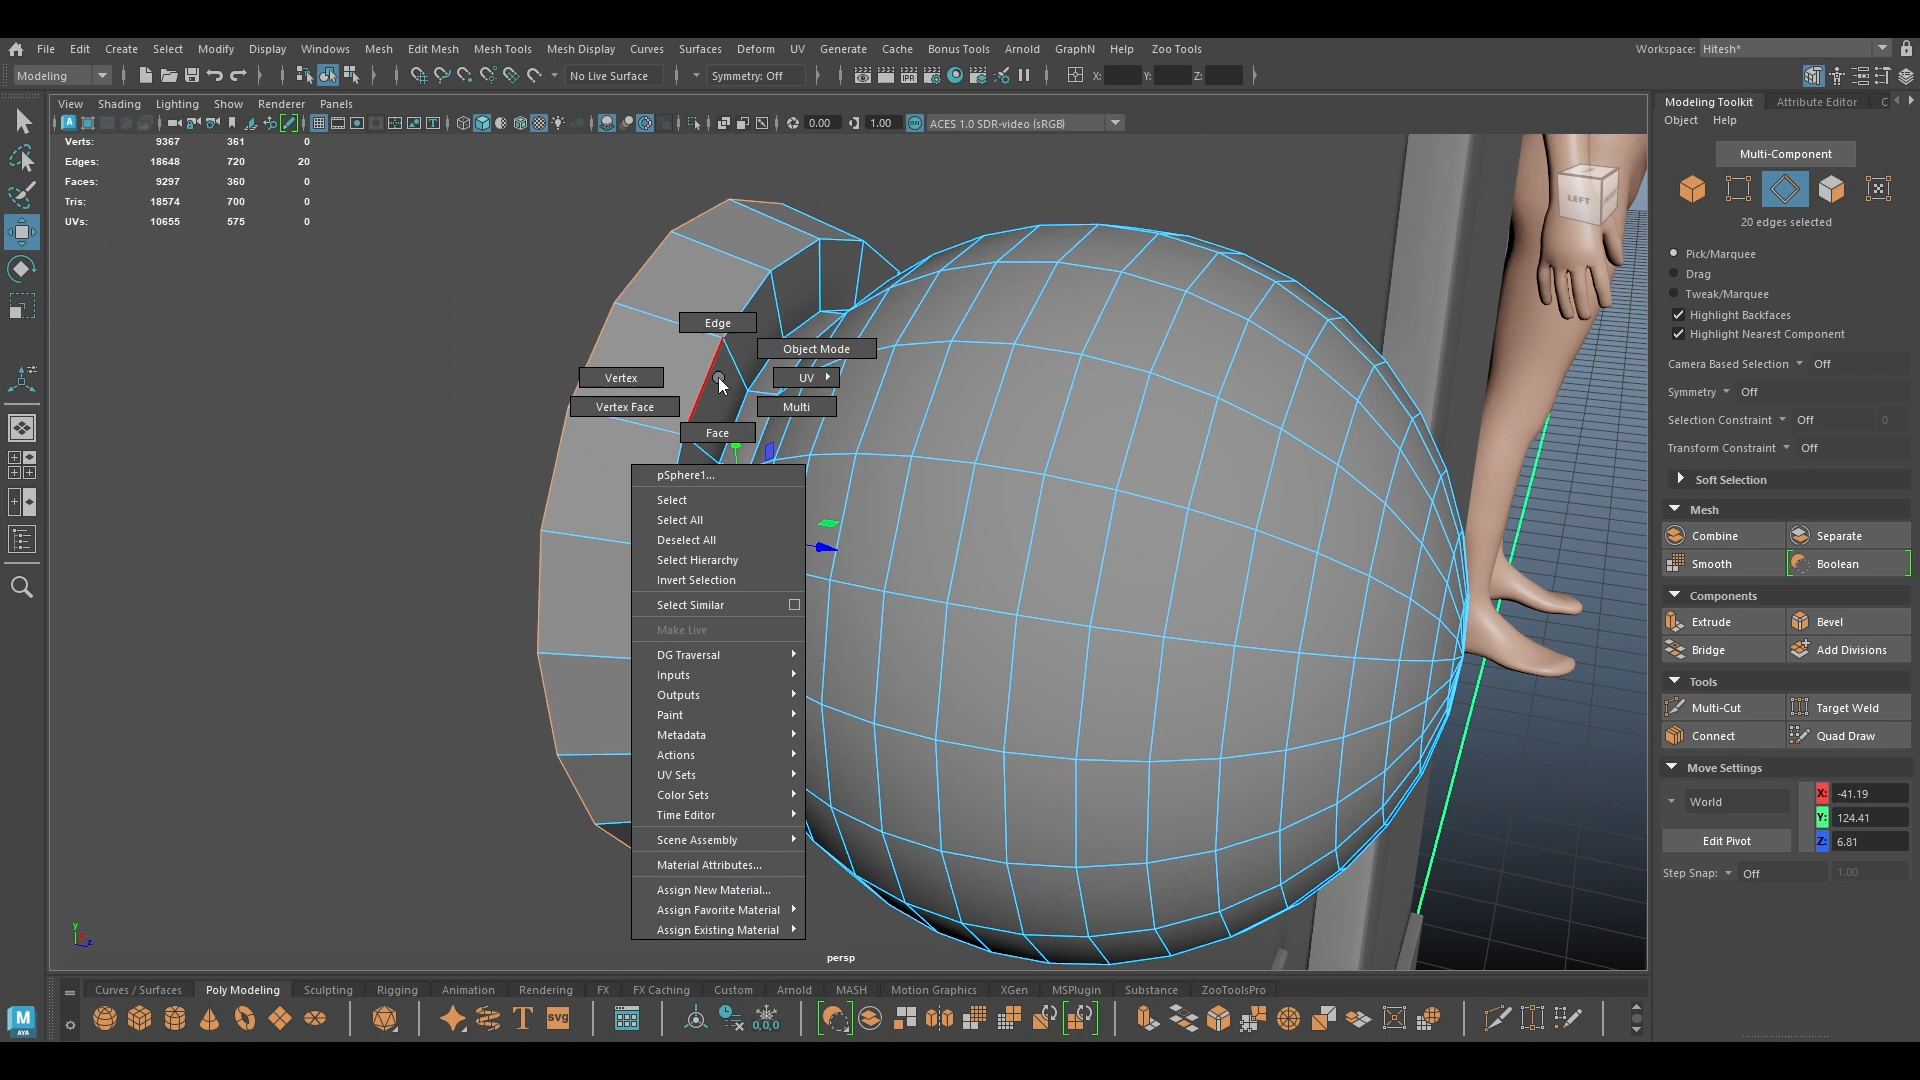 File Edit Create Select Modify Display Windows Mesh Edit Mesh Mesh Tools Mesh Display Curves Surfaces Deform UV Generate Cache Bonus Tools Arnold GraphN Help Zoo Tools Workspace: Hitesh*
Modeling No Live Surface Symmetry: Off X: Y: Z:
View Shading Lighting Show Renderer Panels
0.00 1.00 ACES 1.0 SDR-video (sRGB)
Verts: 9367 361 0
Edges: 18648 720 20
Faces: 9297 360 0
Tris: 18574 700 0
UVs: 10655 575 0
LEFT
Edge
Object Mode
Vertex UV
Vertex Face Multi
Face
pSphere1...
Select
Select All
Deselect All
Select Hierarchy
Invert Selection
Select Similar
Make Live
DG Traversal
Inputs
Outputs
Paint
Metadata
Actions
UV Sets
Color Sets
Time Editor
Scene Assembly
Material Attributes...
Assign New Material...
Assign Favorite Material
Assign Existing Material
y
z
persp
Modeling Toolkit Attribute Editor C
Object Help
Multi-Component
20 edges selected
Pick/Marquee
Drag
Tweak/Marquee
Highlight Backfaces
Highlight Nearest Component
Camera Based Selection Off
Symmetry Off
Selection Constraint Off 0
Transform Constraint Off
Soft Selection
Mesh
Combine Separate
Smooth Boolean
Components
Extrude Bevel
Bridge Add Divisions
Tools
Multi-Cut Target Weld
Connect Quad Draw
Move Settings
World
X: -41.19
Y: 124.41
Edit Pivot
Z: 6.81
Step Snap: Off 1.00
Curves / Surfaces Poly Modeling Sculpting Rigging Animation Rendering FX FX Caching Custom Arnold MASH Motion Graphics XGen MSPlugin Substance ZooToolsPro
M
AYA
T
svg
0,0,0
IPR